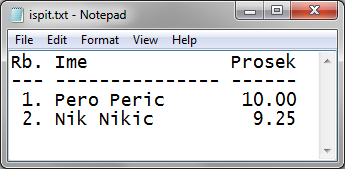 ispit.txt - Notepad
File Edit Format View Help
Rb. Ime                Prosek
--- --------------- ------
 1. Pero Peric       10.00
 2. Nik Nikic         9.25